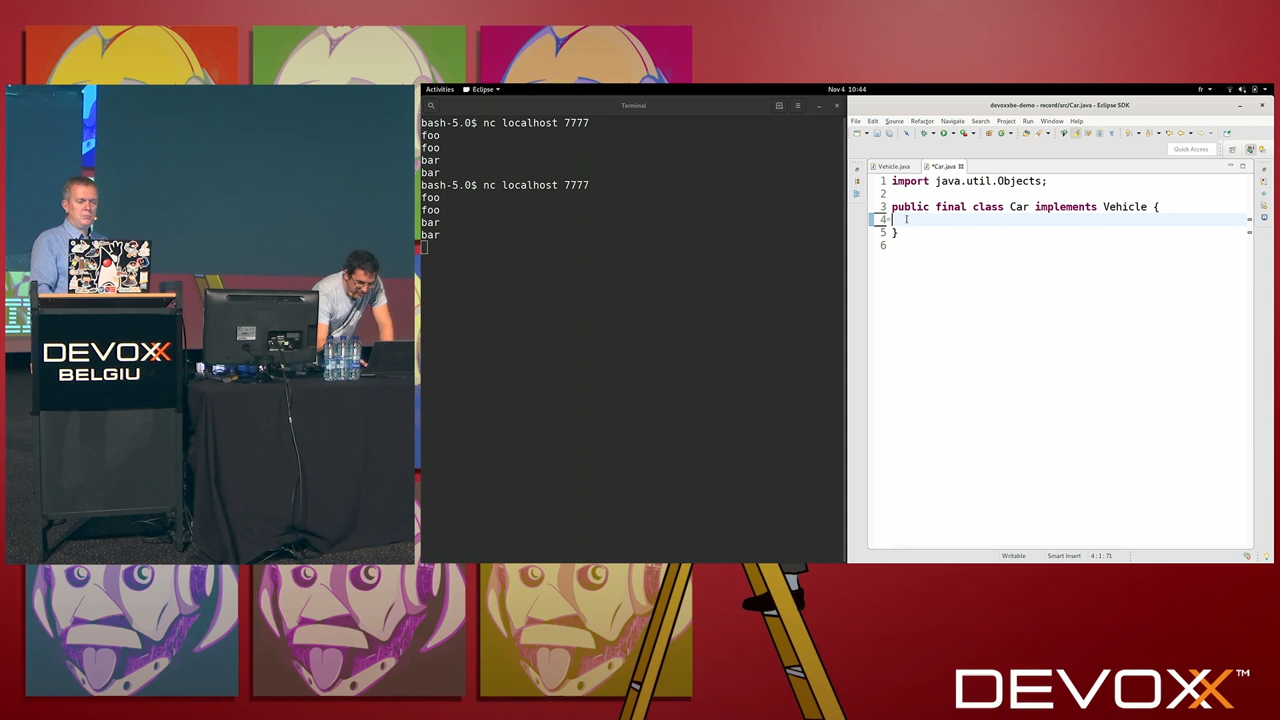 DEVOXX
BELGIU
Activities
Eclipse
Nov 4 10:44
fr
Terminal
bash-5.0$ nc localhost 7777
foo
foo
bar
bar
bash-5.0$ nc localhost 7777
foo
foo
bar
bar
devoxxbe-demo - record/src/Car.java - Eclipse SDK
File Edit Source Refactor Navigate Search Project Run Window Help
Quick Access
Vehicle.java
*Car.java
1 import java.util.Objects;
2
3 public final class Car implements Vehicle {
4
5 }
6
Writable
Smart Insert
4 : 1 : 71
DEVOXX™